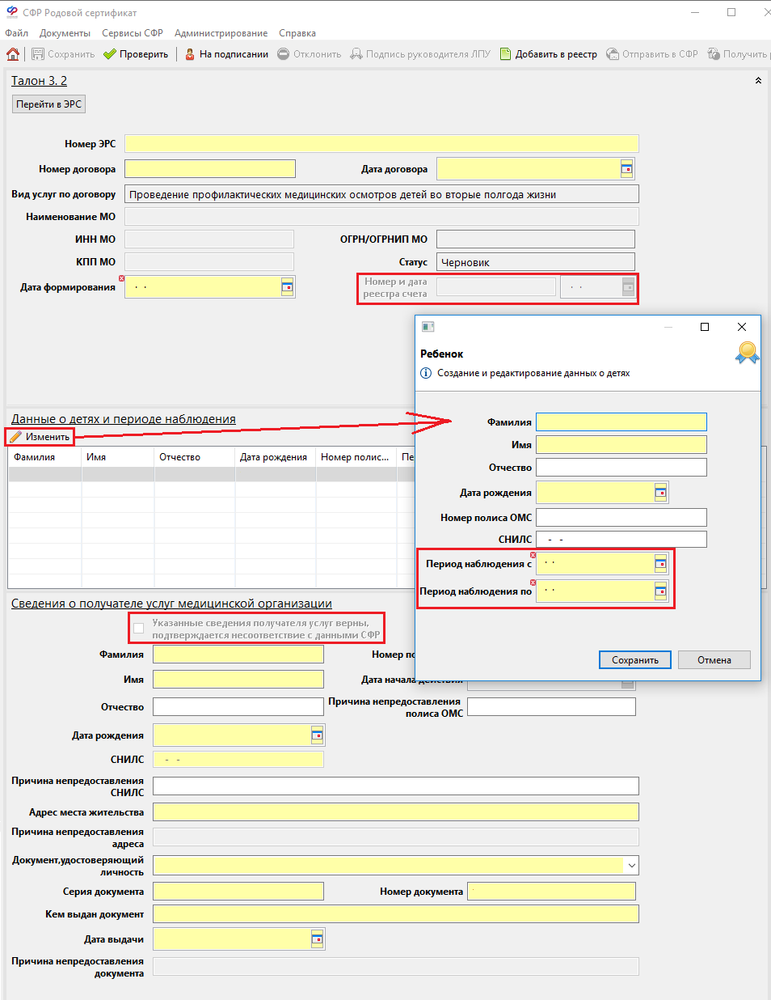 СФР Родовой сертификат
Файл Документы Сервисы СФР Администрирование Справка
Сохранить Проверить На подписании Отклонить Подпись руководителя ЛПУ Добавить в реестр Отправить в СФР Получить
Талон 3. 2
Перейти в ЭРС
Номер ЭРС
Номер договора Дата договора
Вид услуг по договору Проведение профилактических медицинских осмотров детей во вторые полгода жизни
Наименование МО
ИНН МО ОГРН/ОГРНИП МО
КПП МО Статус Черновик
Дата формирования . . Номер и дата
реестра счета . .
Ребенок
Создание и редактирование данных о детях
Фамилия
Имя
Отчество
Дата рождения
Номер полиса ОМС
СНИЛС - -
Период наблюдения с . .
Период наблюдения по . .
Сохранить Отмена
Данные о детях и периоде наблюдения
Изменить
Фамилия Имя Отчество Дата рождения Номер полис...
Сведения о получателе услуг медицинской организации
Указанные сведения получателя услуг верны,
подтверждается несоответствие с данными СФР
Фамилия Номер
Имя Дата начала действия
Отчество Причина непредоставления
полиса ОМС
Дата рождения
СНИЛС - -
Причина непредоставления
СНИЛС
Адрес места жительства
Причина непредоставления
адреса
Документ,удостоверяющий
личность
Серия документа Номер документа
Кем выдан документ
Дата выдачи
Причина непредоставления
документа